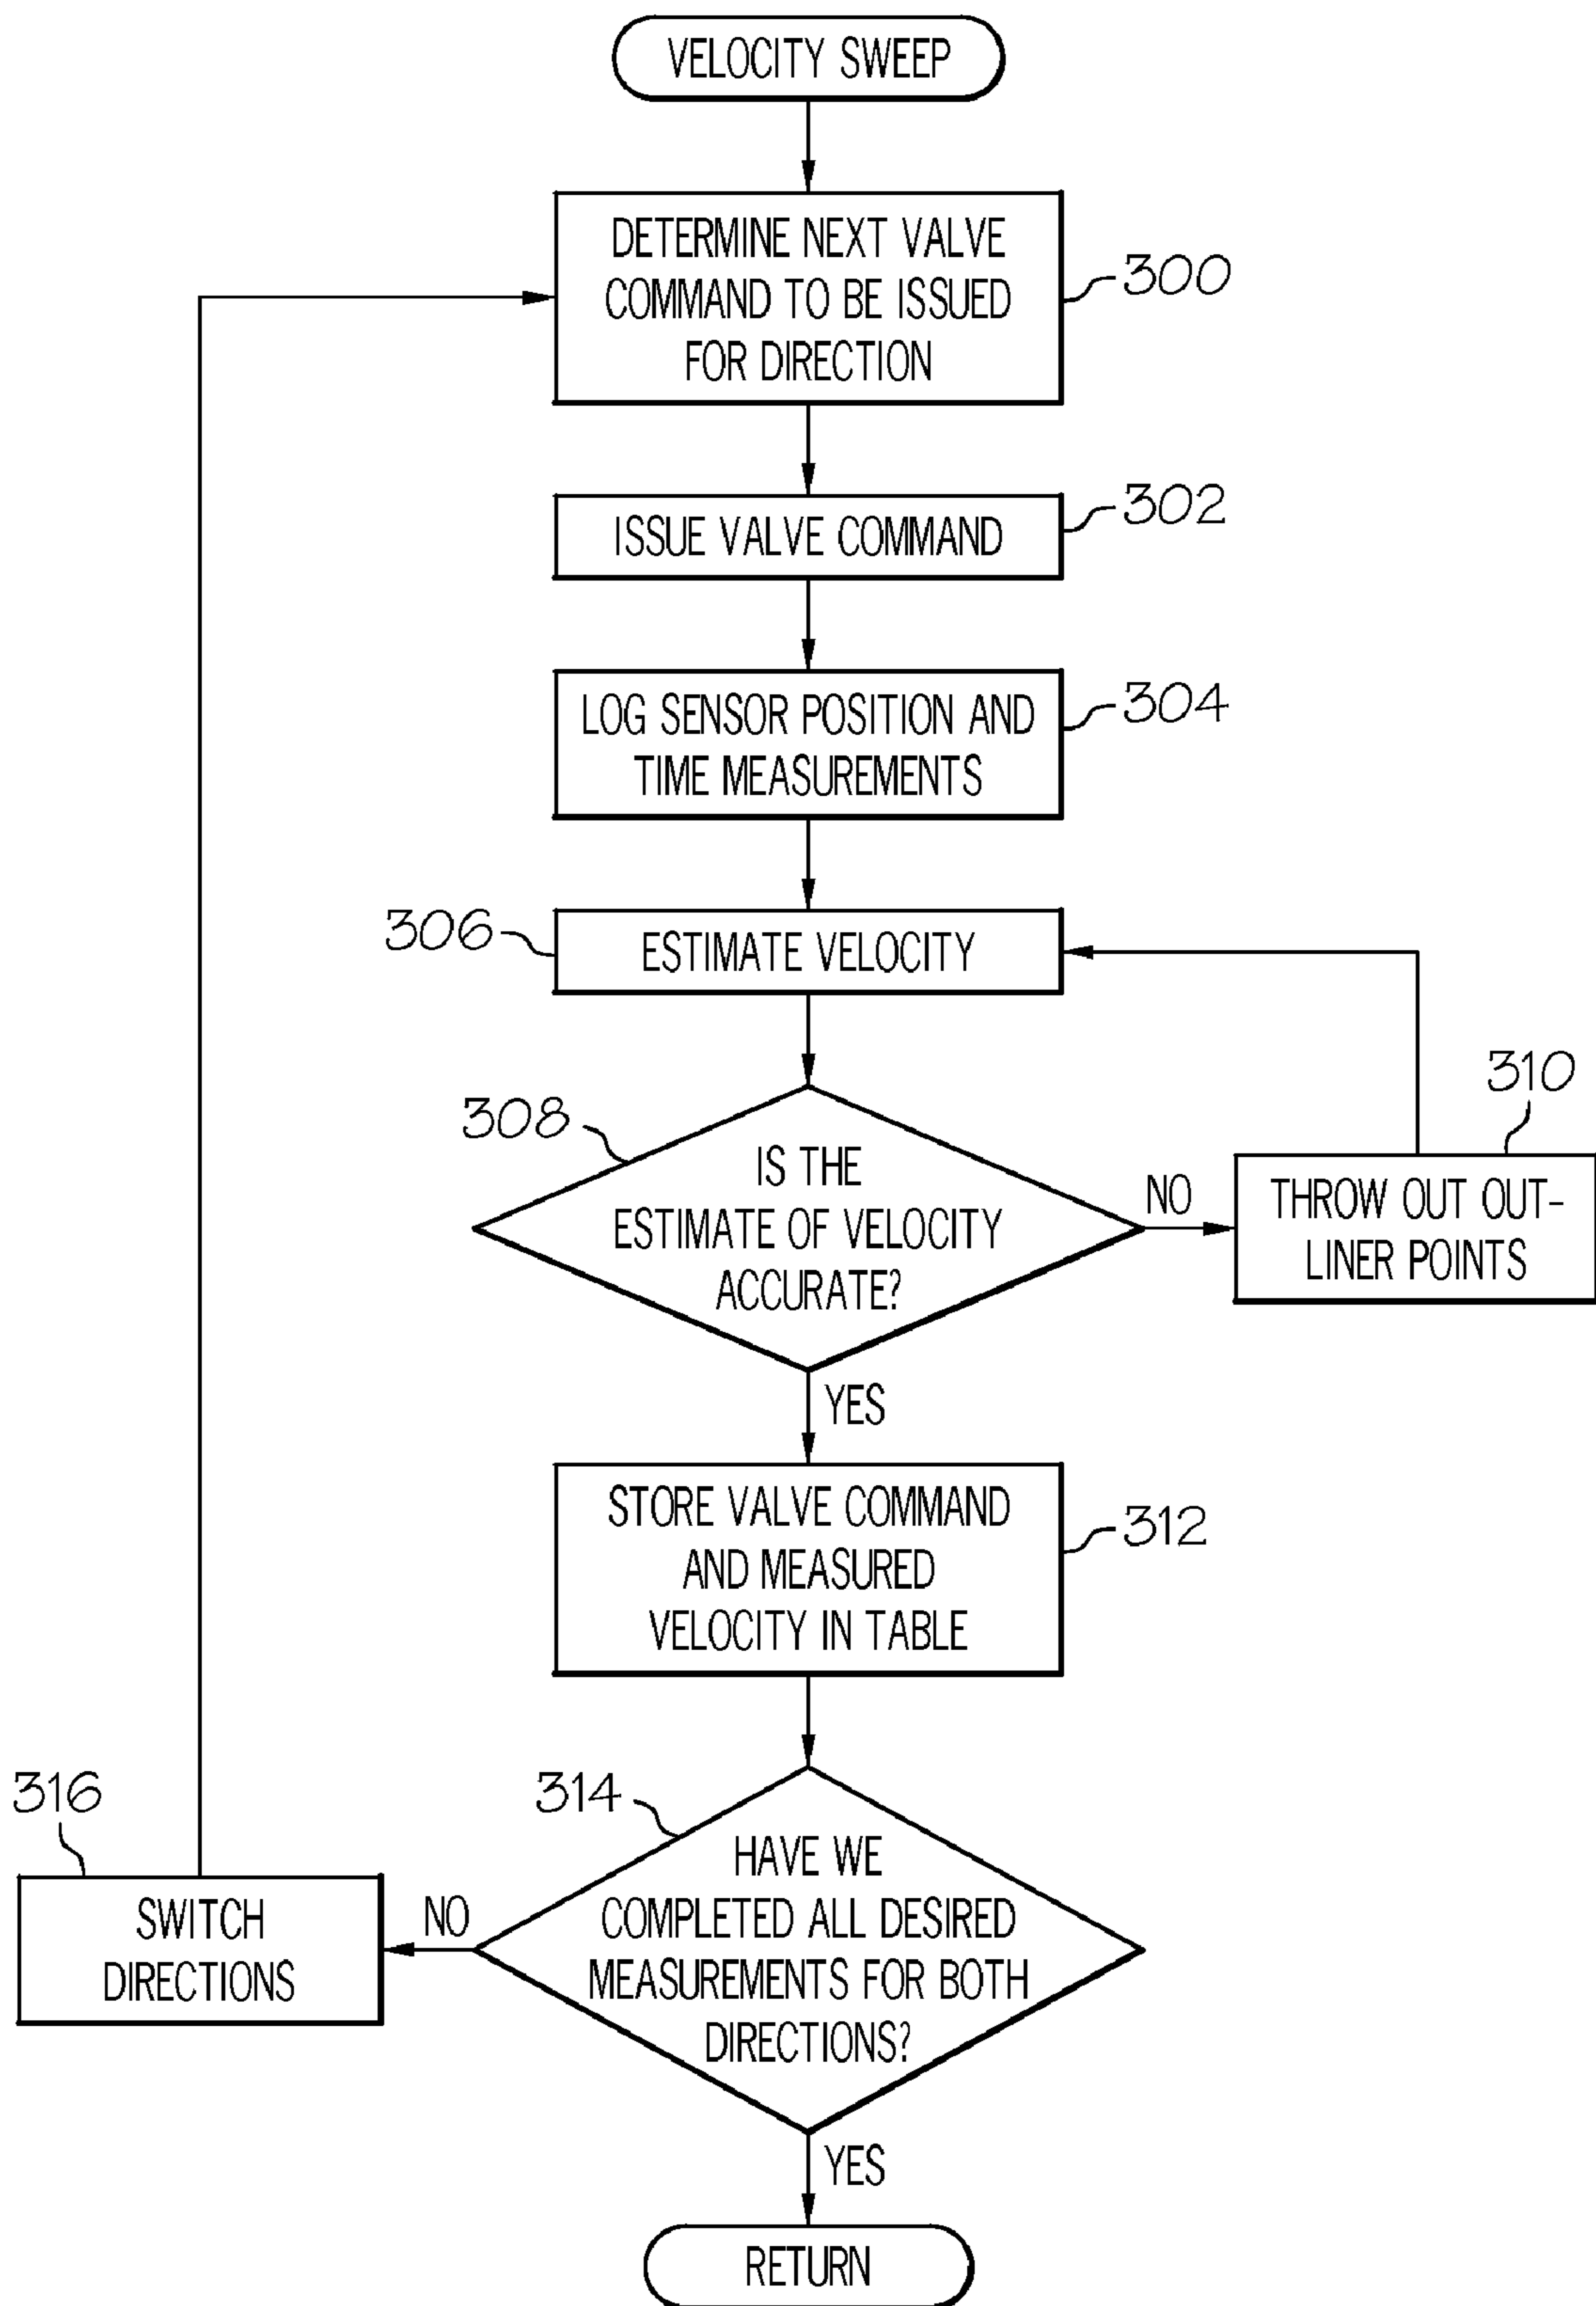 VELOCITY SWEEP
DETERMINE NEXT VALVE
COMMAND TO BE ISSUED
FOR DIRECTION
300
ISSUE VALVE COMMAND
302
LOG SENSOR POSITION AND
TIME MEASUREMENTS
304
306
ESTIMATE VELOCITY
308
IS THE
ESTIMATE OF VELOCITY
ACCURATE?
NO
310
THROW OUT OUT-
LINER POINTS
YES
STORE VALVE COMMAND
AND MEASURED
VELOCITY IN TABLE
312
314
HAVE WE
COMPLETED ALL DESIRED
MEASUREMENTS FOR BOTH
DIRECTIONS?
NO
316
SWITCH
DIRECTIONS
YES
RETURN